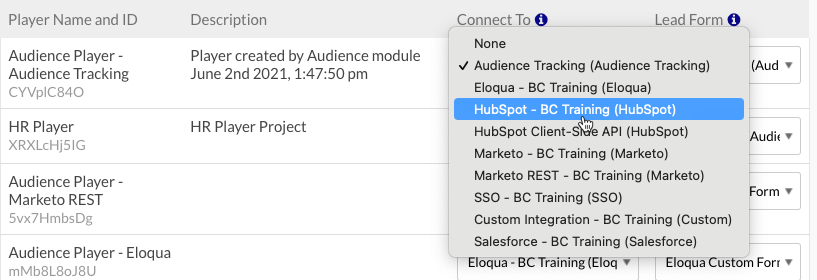 Player Name and ID Description Connect To Lead Form
Audience Player -
Audience Tracking
CYVplC84O
Player created by Audience module
June 2nd 2021, 1:47:50 pm
None
✓ Audience Tracking (Audience Tracking)
Eloqua - BC Training (Eloqua)
HubSpot - BC Training (HubSpot)
HubSpot Client-Side API (HubSpot)
Marketo - BC Training (Marketo)
Marketo REST - BC Training (Marketo)
SSO - BC Training (SSO)
Custom Integration - BC Training (Custom)
Salesforce - BC Training (Salesforce)
(Aud
HR Player
XRXLcHj5IG
HR Player Project
Audie
Audience Player -
Marketo REST
5vx7HmbsDg
Form
Audience Player - Eloqua
mMb8L8oJ8U
Eloqua - BC Training (Eloq
Eloqua Custom Forr